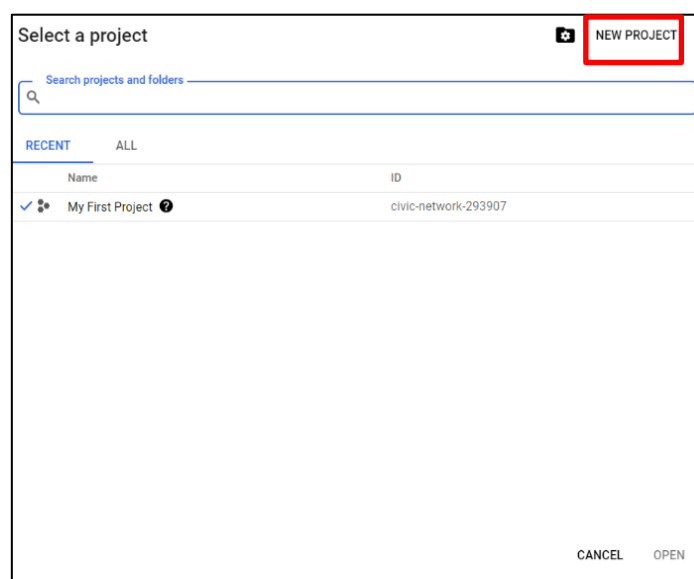 Select a project
NEW PROJECT
Search projects and folders
RECENT ALL
Name ID
My First Project civic-network-293907
CANCEL OPEN